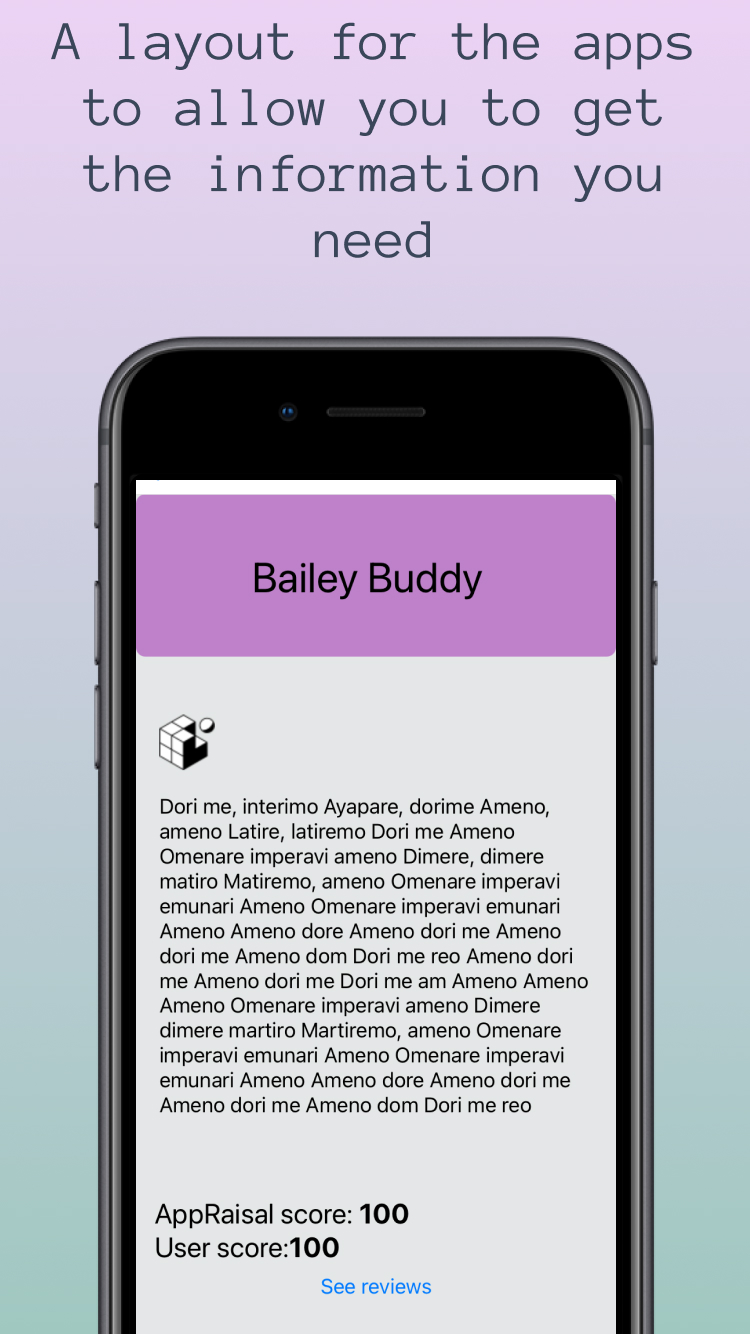 A layout for the apps
to allow you to get
the information you
need
Bailey Buddy
Dori me, interimo Ayapare, dorime Ameno,
ameno Latire, latiremo Dori me Ameno
Omenare imperavi ameno Dimere, dimere
matiro Matiremo, ameno Omenare imperavi
emunari Ameno Omenare imperavi emunari
Ameno Ameno dore Ameno dori me Ameno
dori me Ameno dom Dori me reo Ameno dori
me Ameno dori me Dori me am Ameno Ameno
Ameno Omenare imperavi ameno Dimere
dimere martiro Martiremo, ameno Omenare
imperavi emunari Ameno Omenare imperavi
emunari Ameno Ameno dore Ameno dori me
Ameno dori me Ameno dom Dori me reo
AppRaisal score: 100
User score:100
See reviews